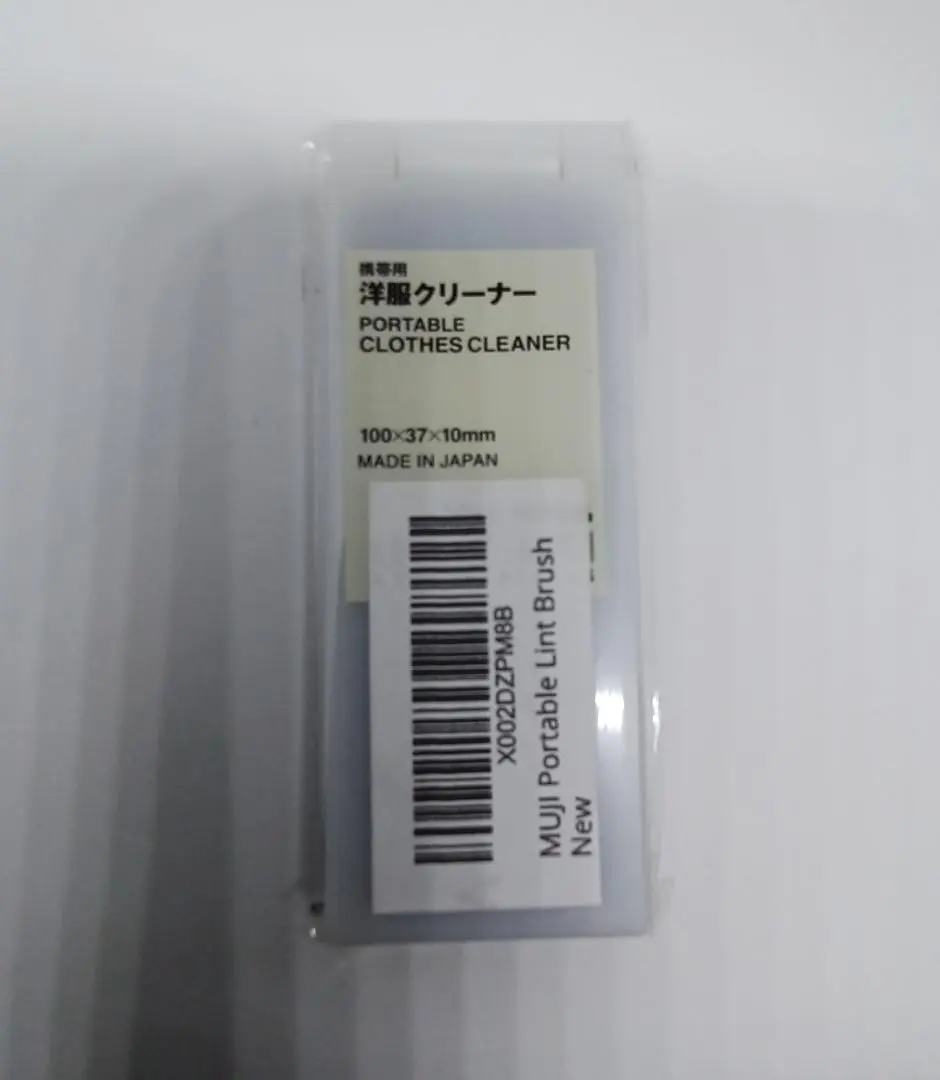 携帯用
洋服クリーナー
PORTABLE
CLOTHES CLEANER
100×37×10mm
MADE IN JAPAN
X002DZPM8B
MUJI Portable Lint Brush
New